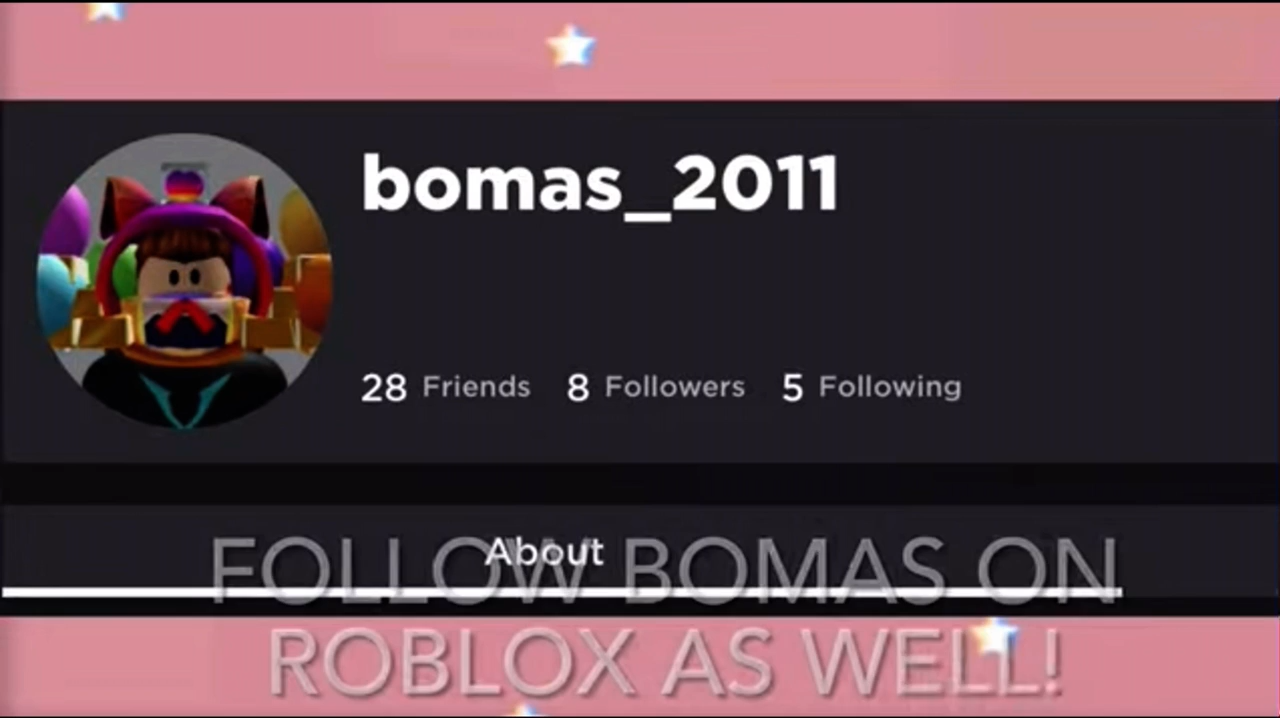 bomas_2011
28 Friends 8 Followers 5 Following
About
FOLLOW BOMAS ON
ROBLOX AS WELL!